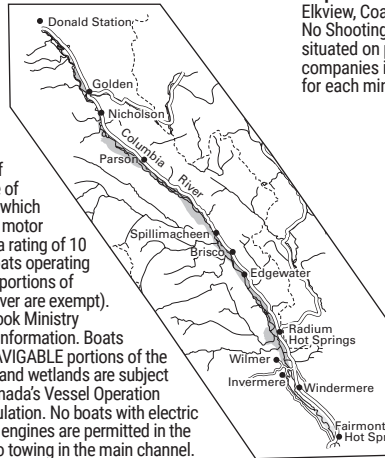 Elkview, Coa
No Shooting
situated on p
companies i
for each min
Donald Station
Golden
Nicholson
Columbia
River
Parson
Spillimacheen
Brisco
Edgewater
Radium
Hot Springs
Wilmer
Invermere
Windermere
Fairmont
Hot Spri
of
e of
which
motor
a rating of 10
ats operating
portions of
ver are exempt).
ook Ministry
nformation. Boats
AVIGABLE portions of the
and wetlands are subject
nada's Vessel Operation
ulation. No boats with electric
engines are permitted in the
o towing in the main channel.